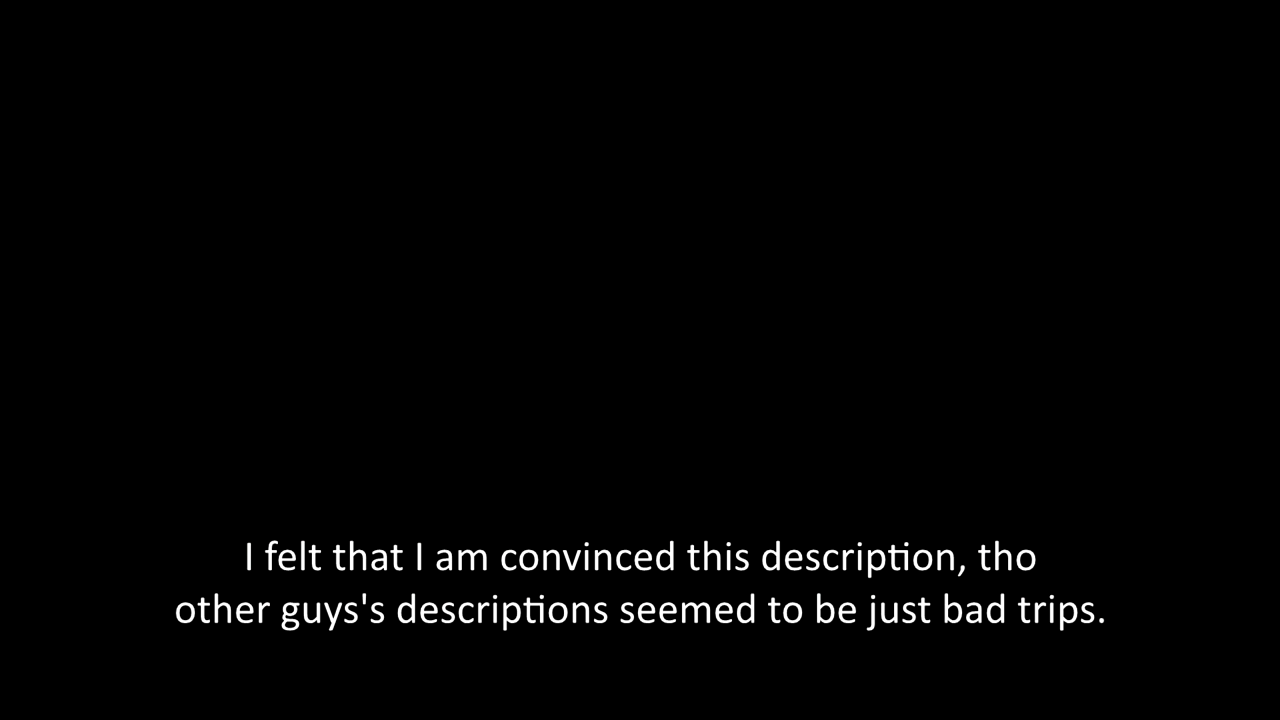 I felt that I am convinced this description, tho
other guys's descriptions seemed to be just bad trips.